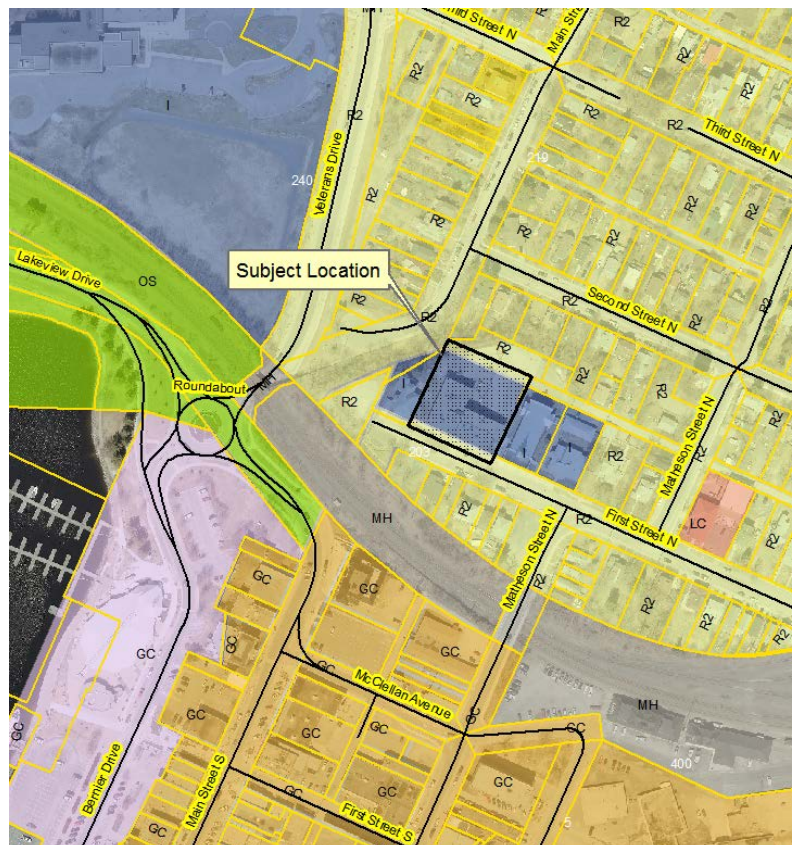 Third Street N
Main Street
R2
R2
R2
R2
R2
R2
R2
I
R2
R2
R2
R2
Third Street N
240
219
Veterans Drive
R2
R2
R2
R2
R2
R2
R2
R2
Subject Location
Lakeview Drive
OS
R2
R2
R2
Second Street N
R2
R2
R2
Roundabout
MH
I
R2
R2
Matheson Street N
R2
203
I
I
R2
R2
MH
R2
R2
First Street N
LC
R2
R2
R2
R2
Matheson Street N
R2
R2
R2
R2
GC
GC
GC
GC
GC
GC
GC
McClellan Avenue
GC
MH
GC
GC
GC
GC
GC
400
Bernier Drive
Main Street S
GC
GC
GC
First Street S
GC
5